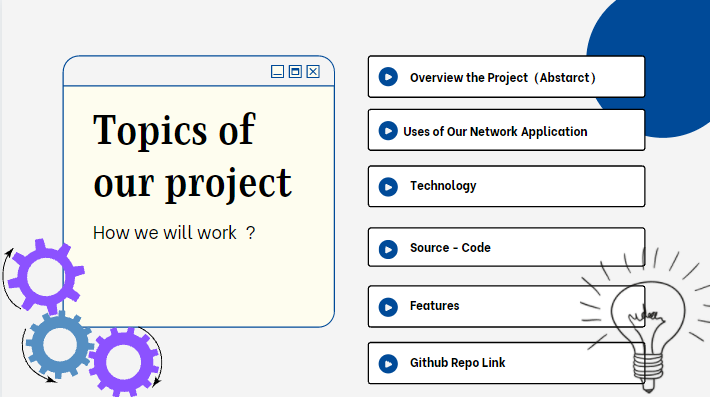 Topics of
our project
How we will work ?
Overview the Project (Abstarct)
Uses of Our Network Application
Technology
Source - Code
Features
Github Repo Link
idea